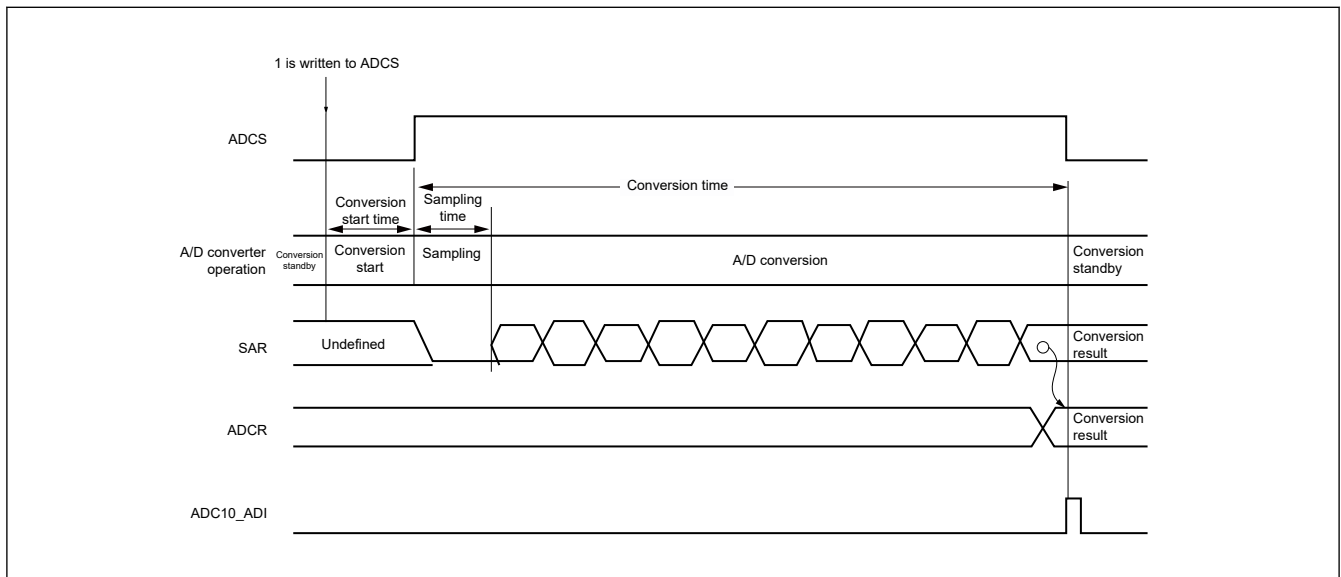 1 is written to ADCS
ADCS
Conversion time
Conversion
start time
Sampling
time
A/D converter
operation
Conversion
standby
Conversion
start
Sampling
A/D conversion
Conversion
standby
SAR
Undefined
Conversion
result
ADCR
Conversion
result
ADC10_ADI